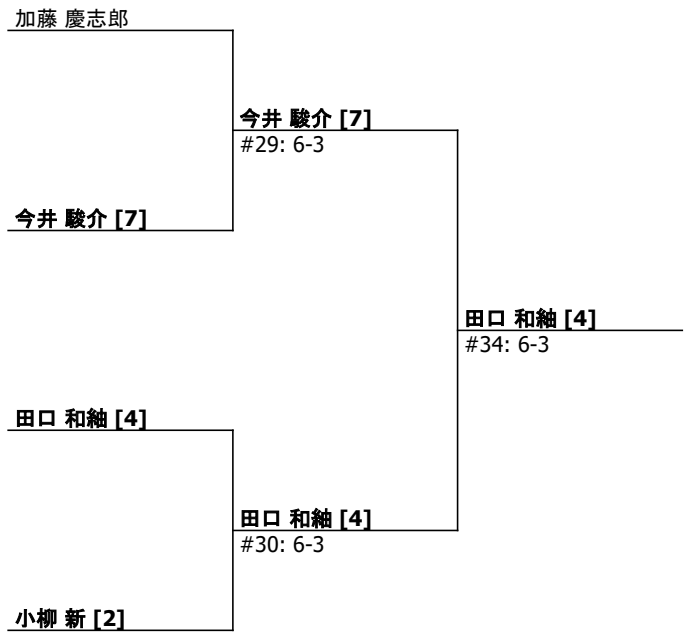 加藤 慶志郎
今井 駿介 [7]
#29: 6-3
今井 駿介 [7]
田口 和紬 [4]
#34: 6-3
田口 和紬 [4]
田口 和紬 [4]
#30: 6-3
小柳 新 [2]